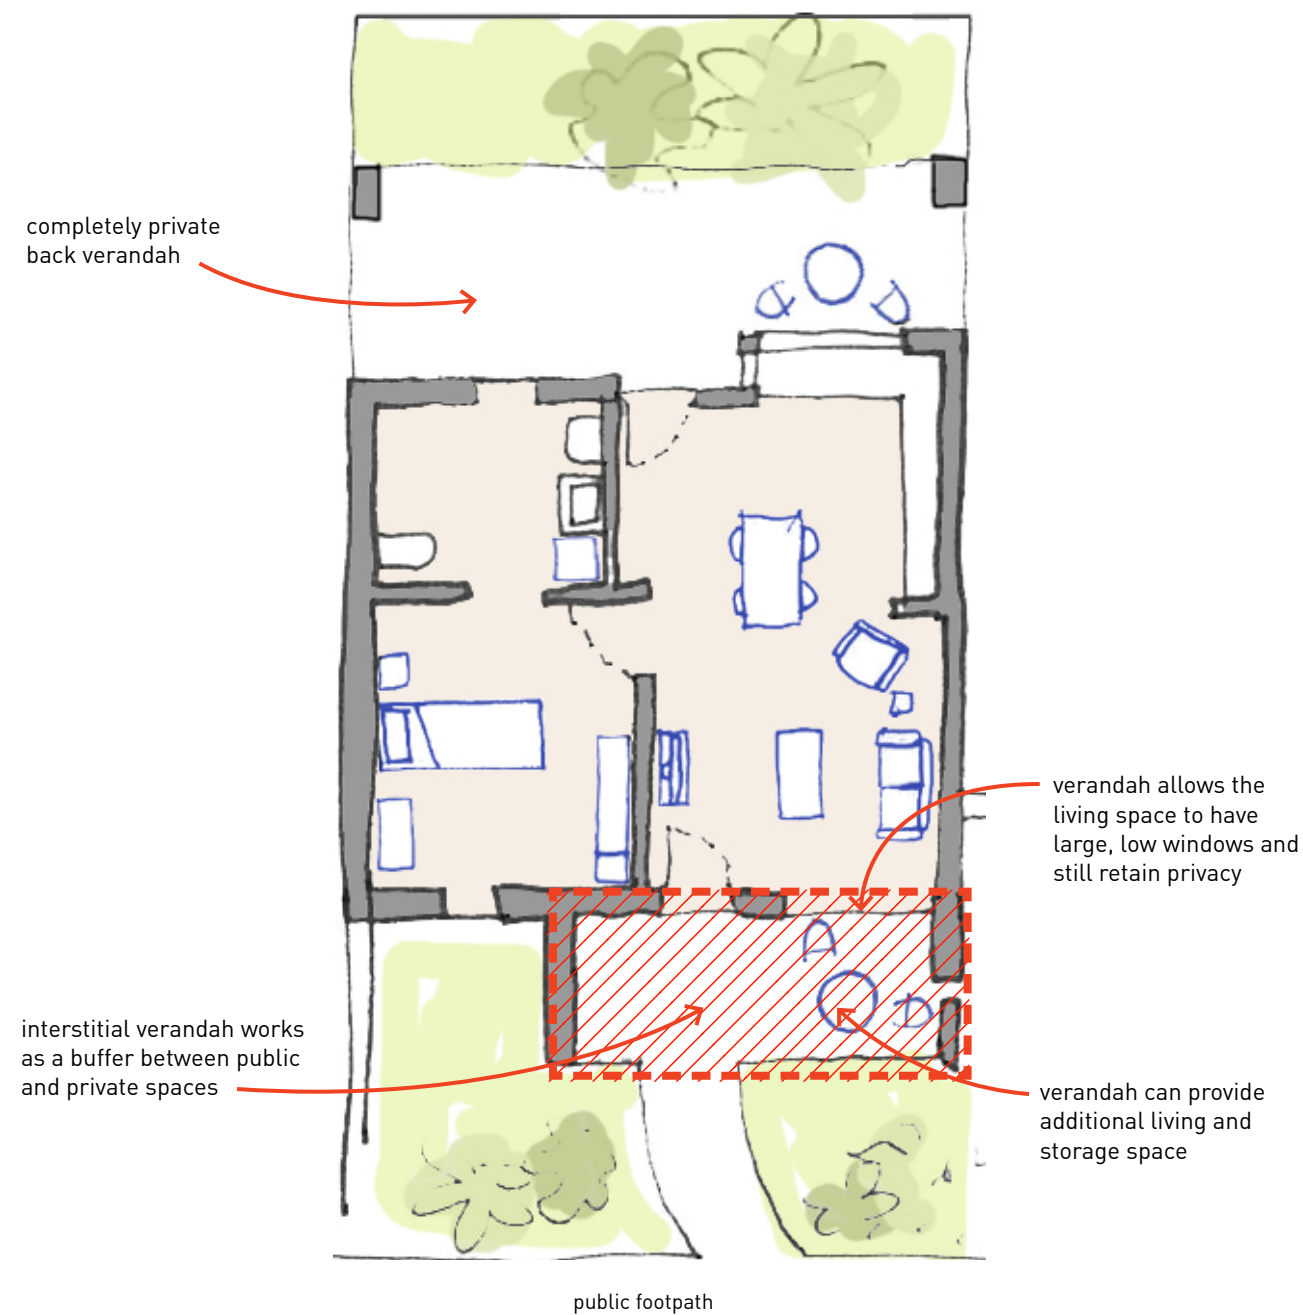 completely private
back verandah
verandah allows the
living space to have
large, low windows and
still retain privacy
interstitial verandah works
as a buffer between public
and private spaces
verandah can provide
additional living and
storage space
public footpath